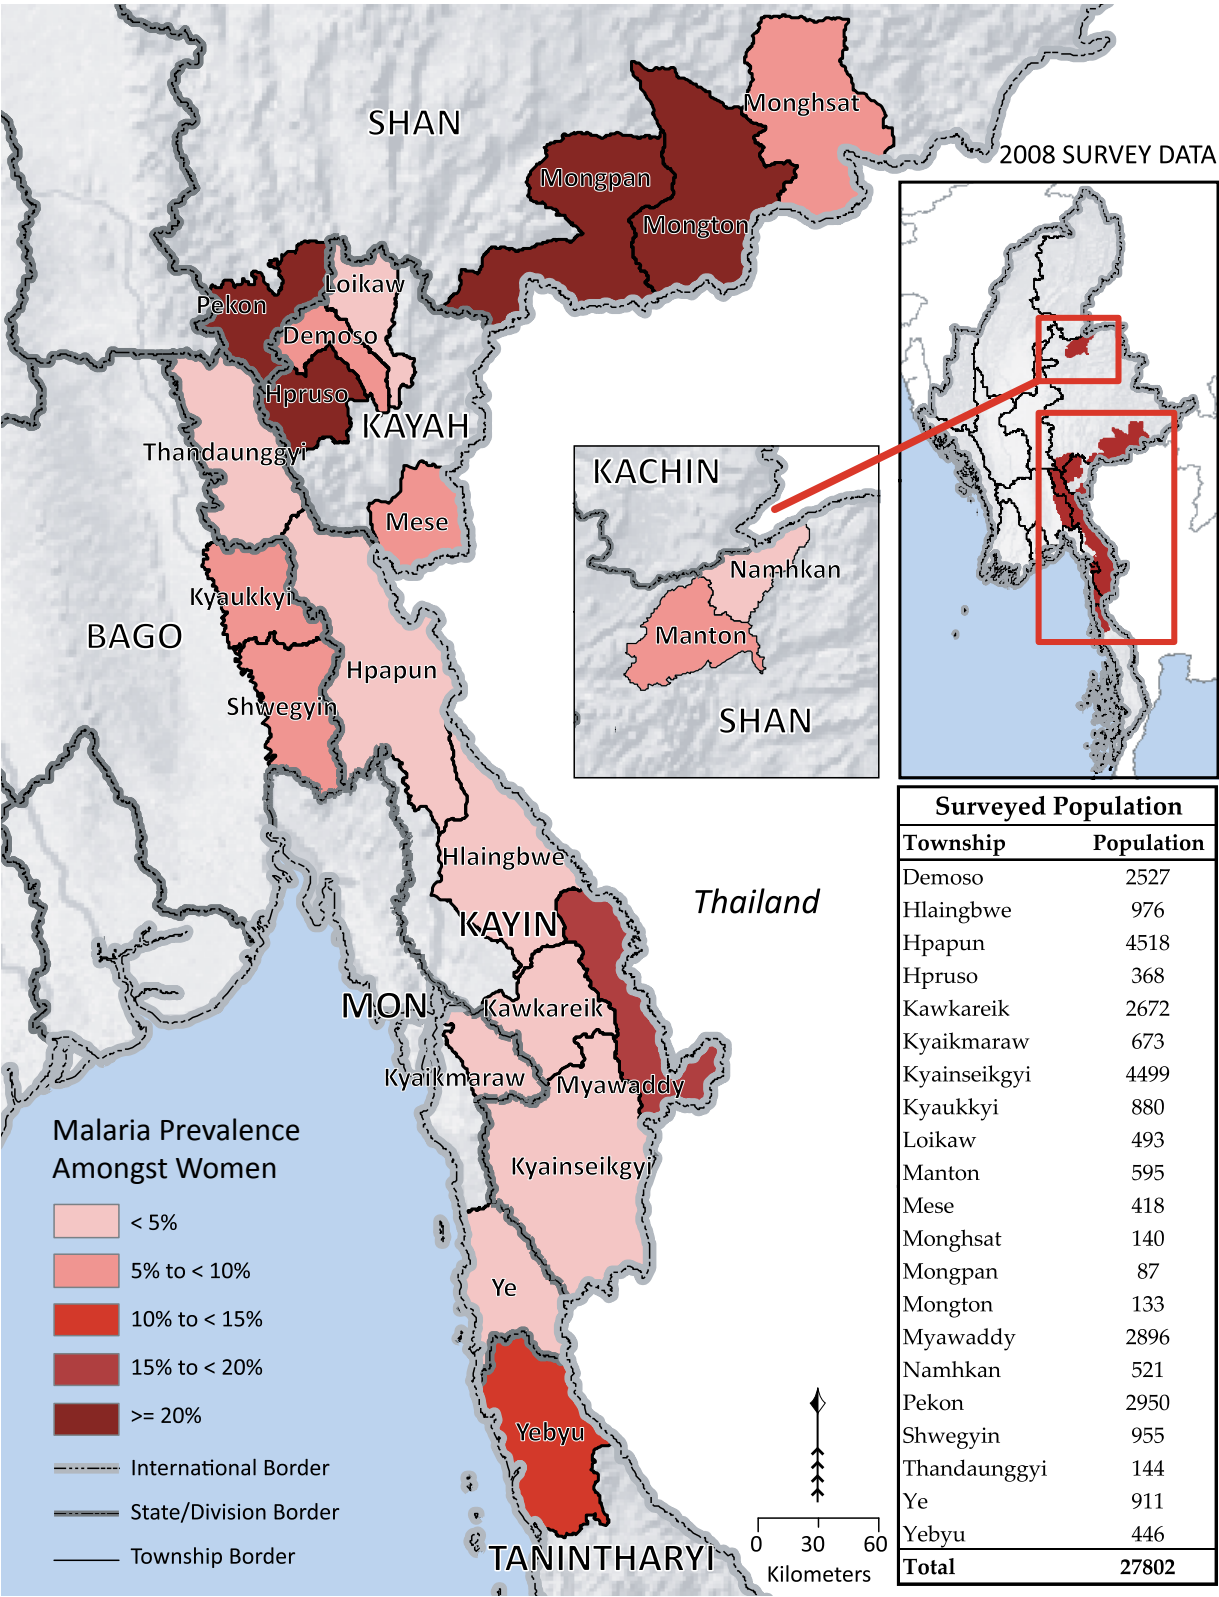 SHAN
Monghsat
2008 SURVEY DATA
Mongpan
Mongton
Loikaw
Pekon
Demoso
Hpruso
KAYAH
Thandaunggyi
Mese
KACHIN
Namhkan
Manton
SHAN
Kyaukkyi
BAGO
Hpapun
Shwegyin
Hlaingbwe
KAYIN
Thailand
MON
Kawkareik
Kyaikmaraw
Myawaddy
Kyainseikgyi
Ye
Yebyu
TANINTHARYI
Malaria Prevalence
Amongst Women
< 5%
5% to < 10%
10% to < 15%
15% to < 20%
>= 20%
International Border
State/Division Border
Township Border
0 30 60
Kilometers
Surveyed Population
Township Population
Demoso 2527
Hlaingbwe 976
Hpapun 4518
Hpruso 368
Kawkareik 2672
Kyaikmaraw 673
Kyainseikgyi 4499
Kyaukkyi 880
Loikaw 493
Manton 595
Mese 418
Monghsat 140
Mongpan 87
Mongton 133
Myawaddy 2896
Namhkan 521
Pekon 2950
Shwegyin 955
Thandaunggyi 144
Ye 911
Yebyu 446
Total 27802